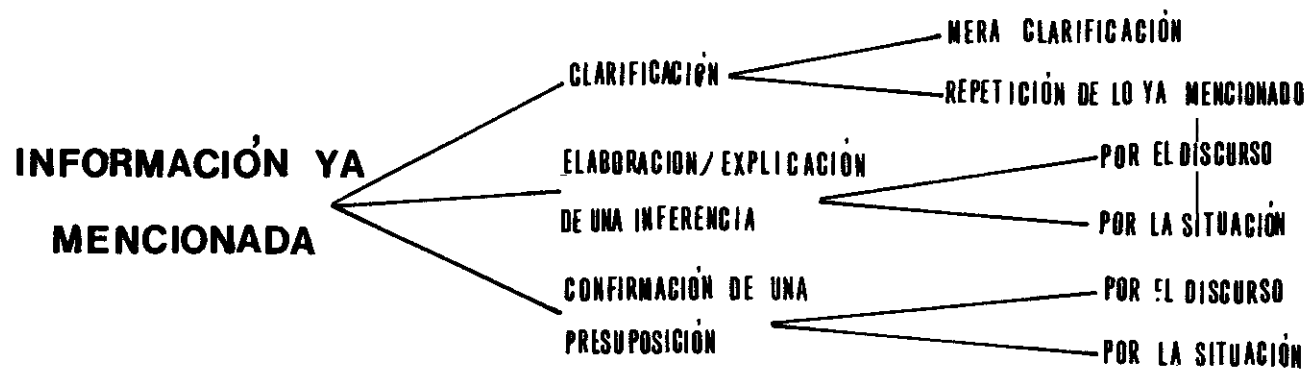 INFORMACIÓN YA
MENCIONADA
CLARIFICACIÓN
MERA CLARIFICACIÓN
REPETICIÓN DE LO YA MENCIONADO
ELABORACION/EXPLICACIÓN
DE UNA INFERENCIA
POR EL DISCURSO
POR LA SITUACIÓN
CONFIRMACIÓN DE UNA
PRESUPOSICIÓN
POR EL DISCURSO
POR LA SITUACIÓN